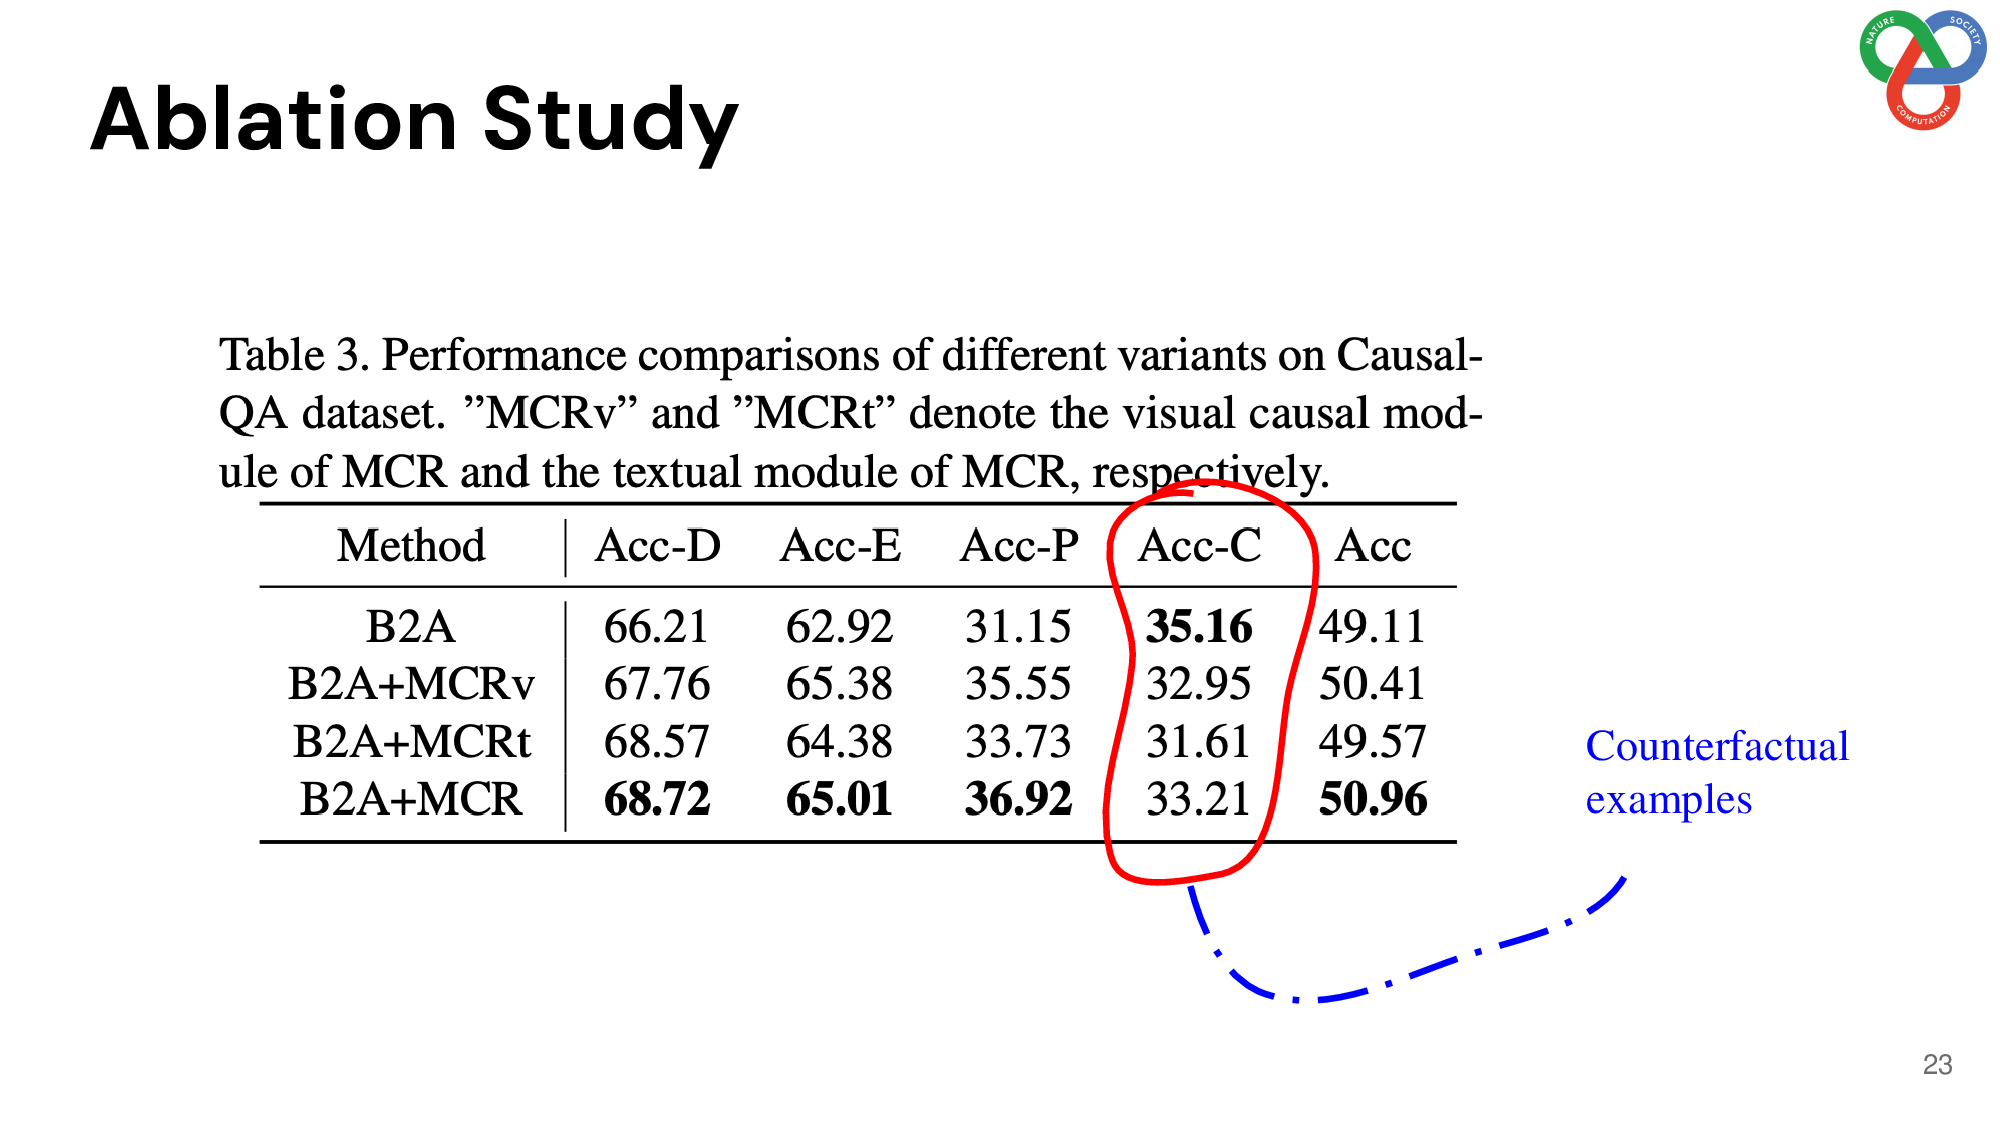 NATURE
SOCIETY
COMPUTATION
Ablation Study
Table 3. Performance comparisons of different variants on Causal-
QA dataset. ”MCRv” and ”MCRt” denote the visual causal mod-
ule of MCR and the textual module of MCR, respectively.
Method Acc-D Acc-E Acc-P Acc-C Acc
B2A 66.21 62.92 31.15 35.16 49.11
B2A+MCRv 67.76 65.38 35.55 32.95 50.41
B2A+MCRt 68.57 64.38 33.73 31.61 49.57
B2A+MCR 68.72 65.01 36.92 33.21 50.96
Counterfactual
examples
23